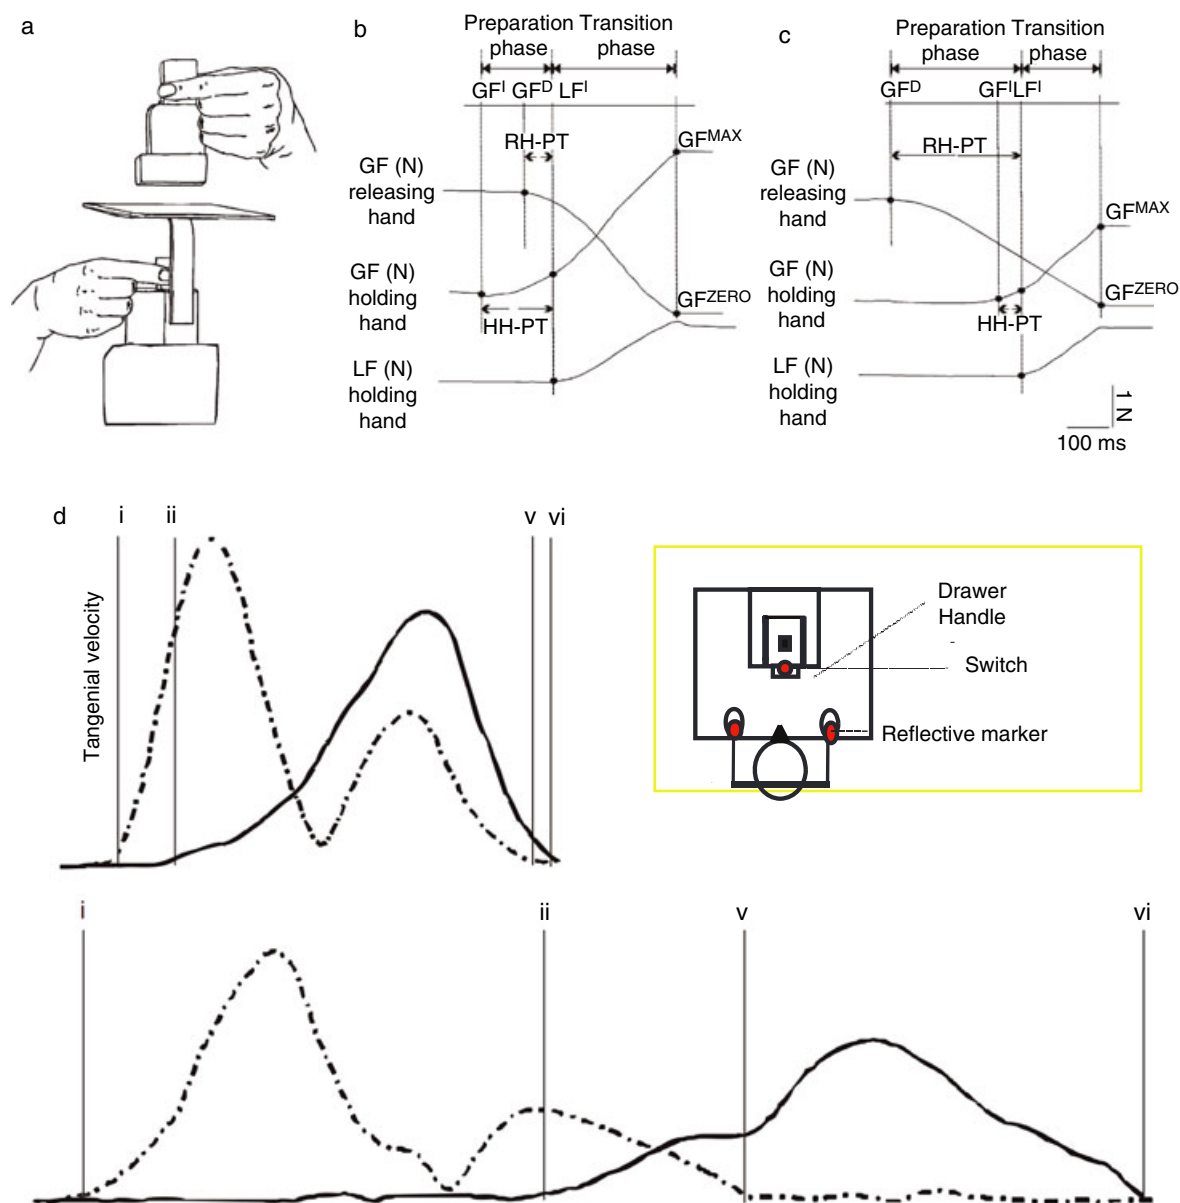 a
b
Preparation Transition
phase phase
GFᴵ GFᴰ LFᴵ
RH-PT
GFᴹᴬˣ
GF (N)
releasing
hand
GF (N)
holding
hand
GFᶻᴱᴿᴼ
HH-PT
LF (N)
holding
hand
c
Preparation Transition
phase phase
GFᴰ GFᴵLFᴵ
RH-PT
GF (N)
releasing
hand
GFᴹᴬˣ
GF (N)
holding
hand
GFᶻᴱᴿᴼ
HH-PT
LF (N)
holding
hand
1 N
100 ms
d
i ii v vi
Tangenial velocity
Drawer
Handle
Switch
Reflective marker
i ii v vi